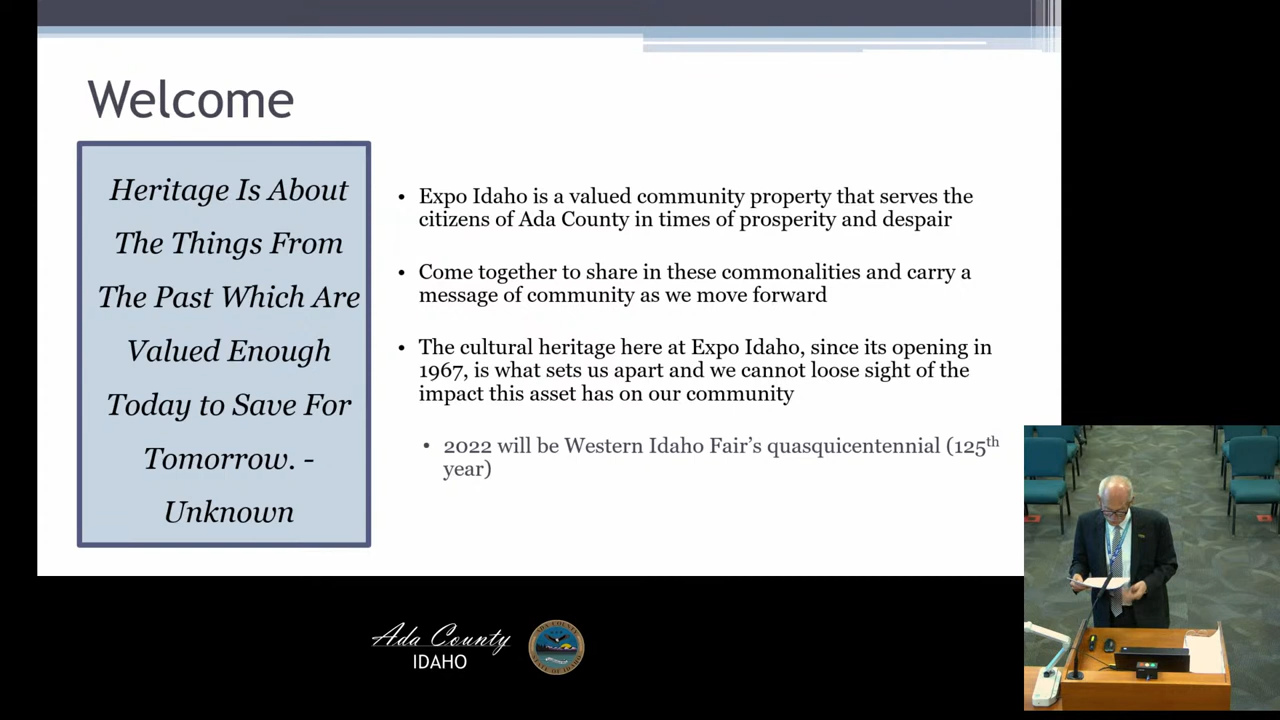 Welcome
Heritage Is About
The Things From
The Past Which Are
Valued Enough
Today to Save For
Tomorrow. -
Unknown
• Expo Idaho is a valued community property that serves the
citizens of Ada County in times of prosperity and despair
• Come together to share in these commonalities and carry a
message of community as we move forward
• The cultural heritage here at Expo Idaho, since its opening in
1967, is what sets us apart and we cannot loose sight of the
impact this asset has on our community
• 2022 will be Western Idaho Fair's quasquicentennial (125th
year)
Ada County
IDAHO